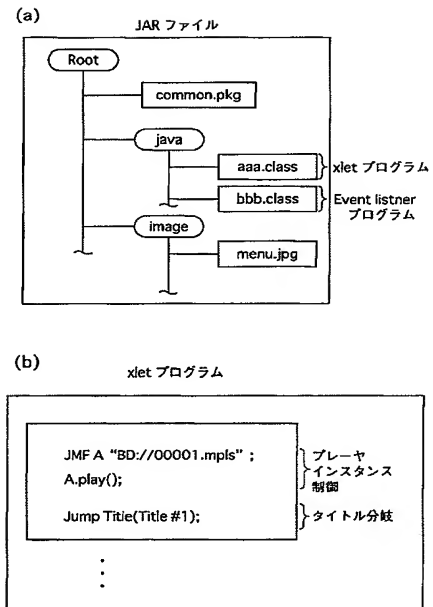 (a)
JAR ファイル
Root
common.pkg
java
aaa.class
xlet プログラム
bbb.class
Event listner
プログラム
image
menu.jpg
(b)
xlet プログラム
JMF A “BD://00001.mpls” ;
A.play();
プレーヤ
インスタンス
制御
Jump Title(Title #1);
タイトル分岐